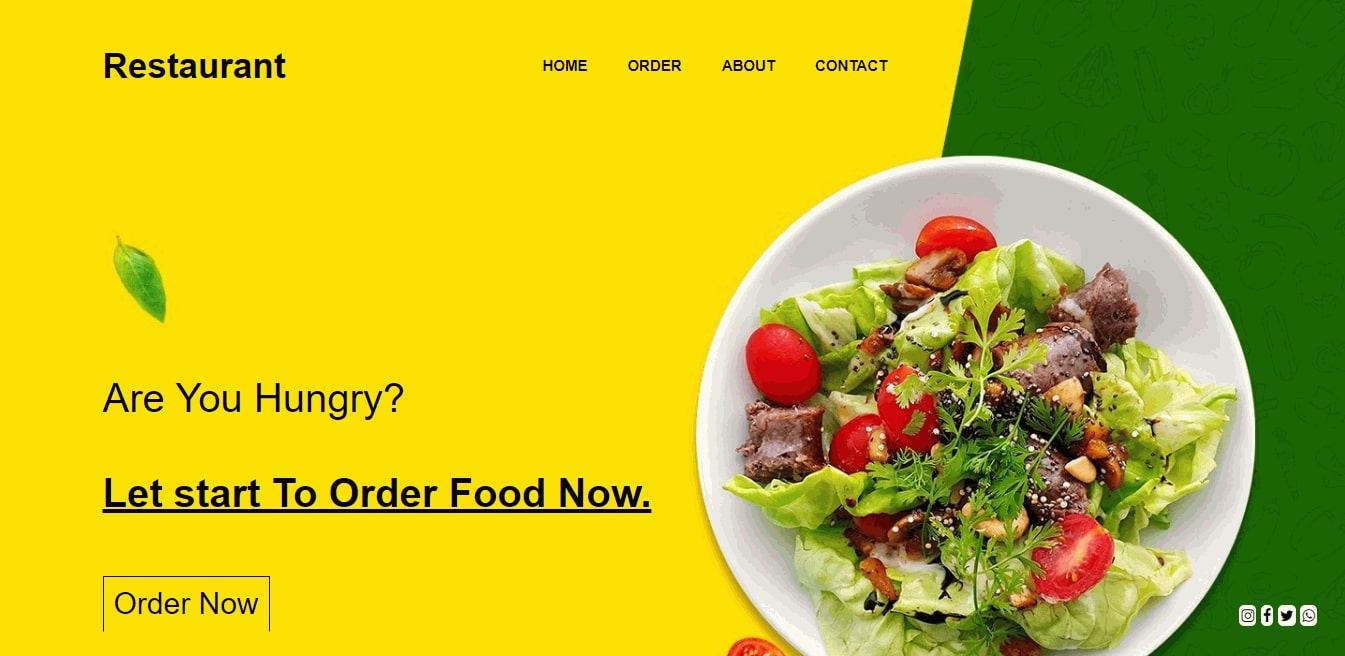 Restaurant
HOME ORDER ABOUT CONTACT
Are You Hungry?
Let start To Order Food Now.
Order Now